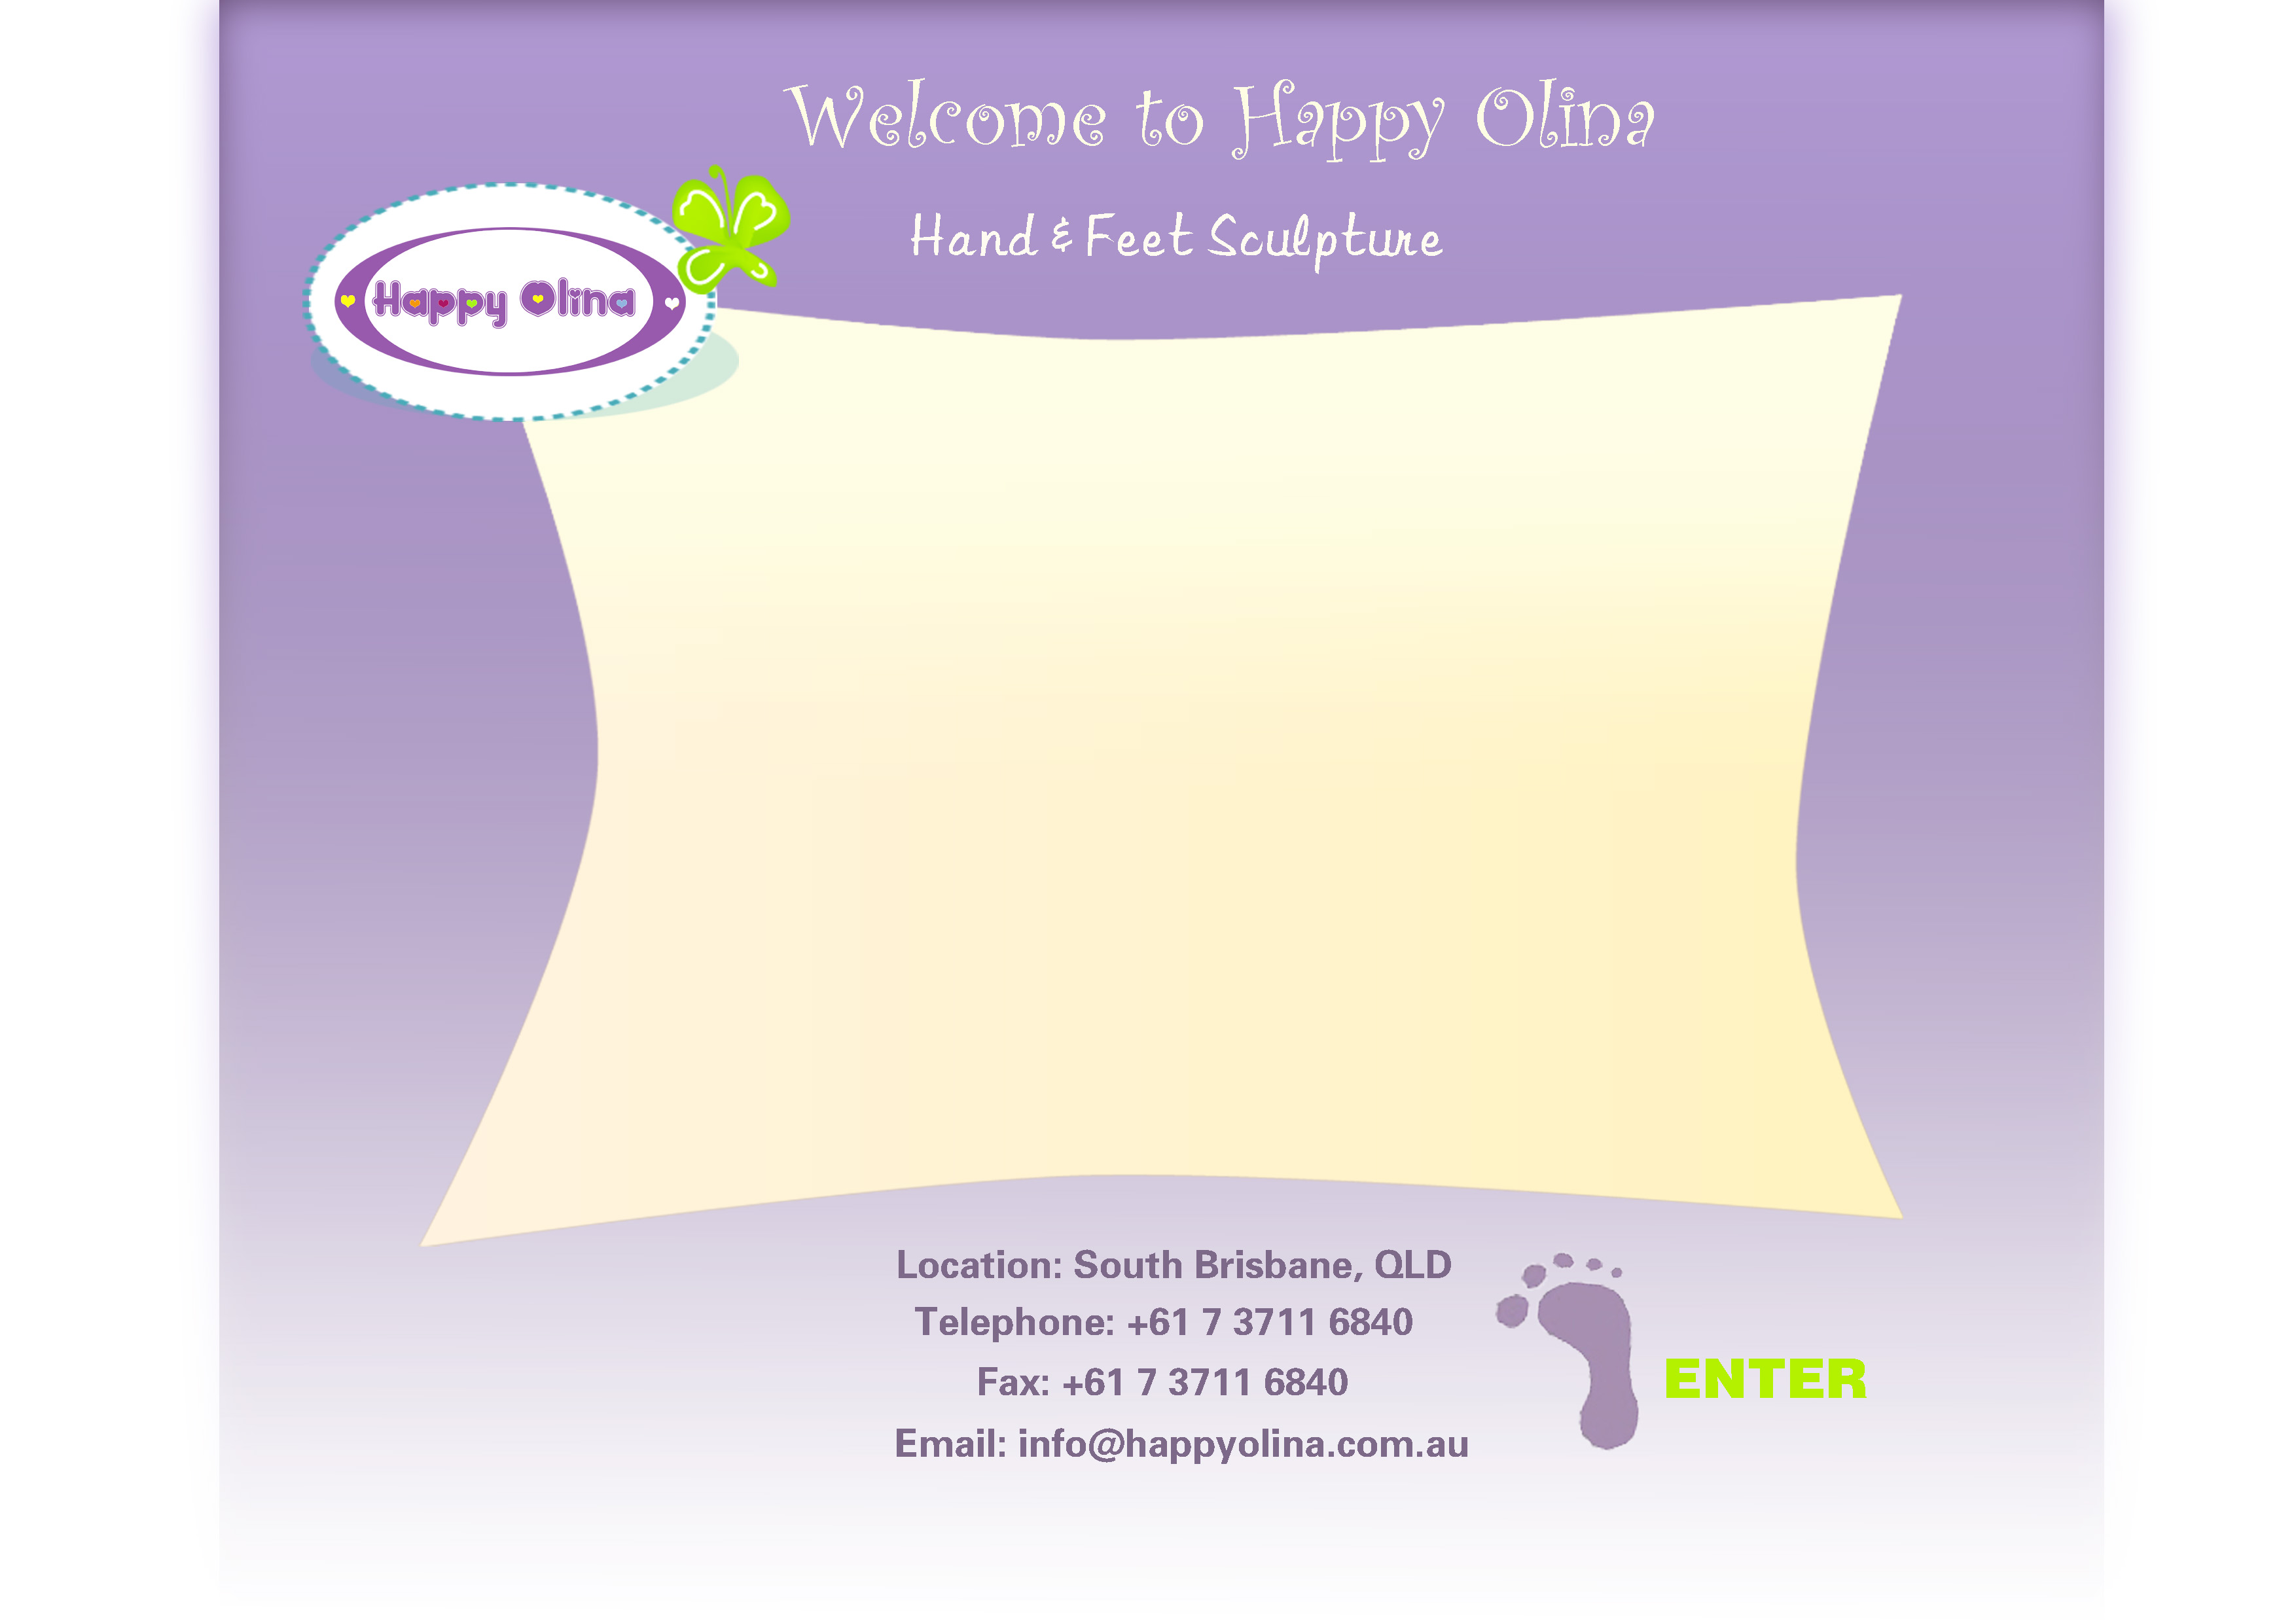 Welcome to Happy Olina
Hand & Feet Sculpture
Happy Olina
Location: South Brisbane, QLD
Telephone: +61 7 3711 6840
Fax: +61 7 3711 6840
ENTER
Email: info@happyolina.com.au